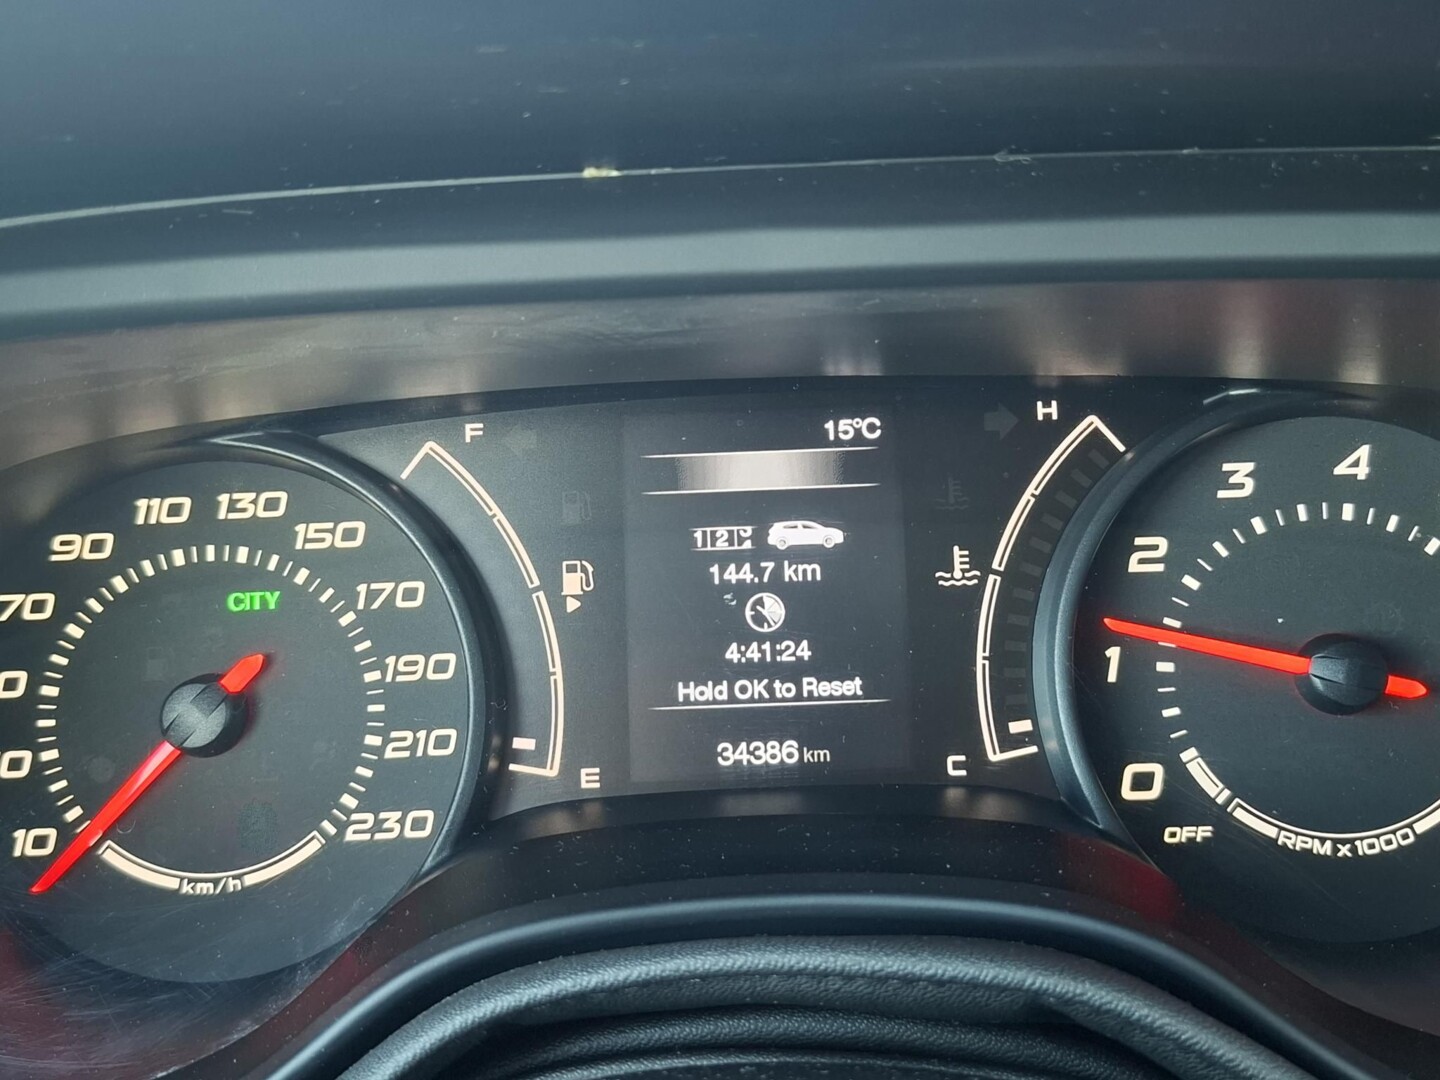 15°C
F
H
110
130
90
150
70
170
190
210
230
10
CITY
km/h
12
144.7 km
4:41:24
Hold OK to Reset
34386 km
E
C
4
3
2
1
0
OFF
RPM x 1000